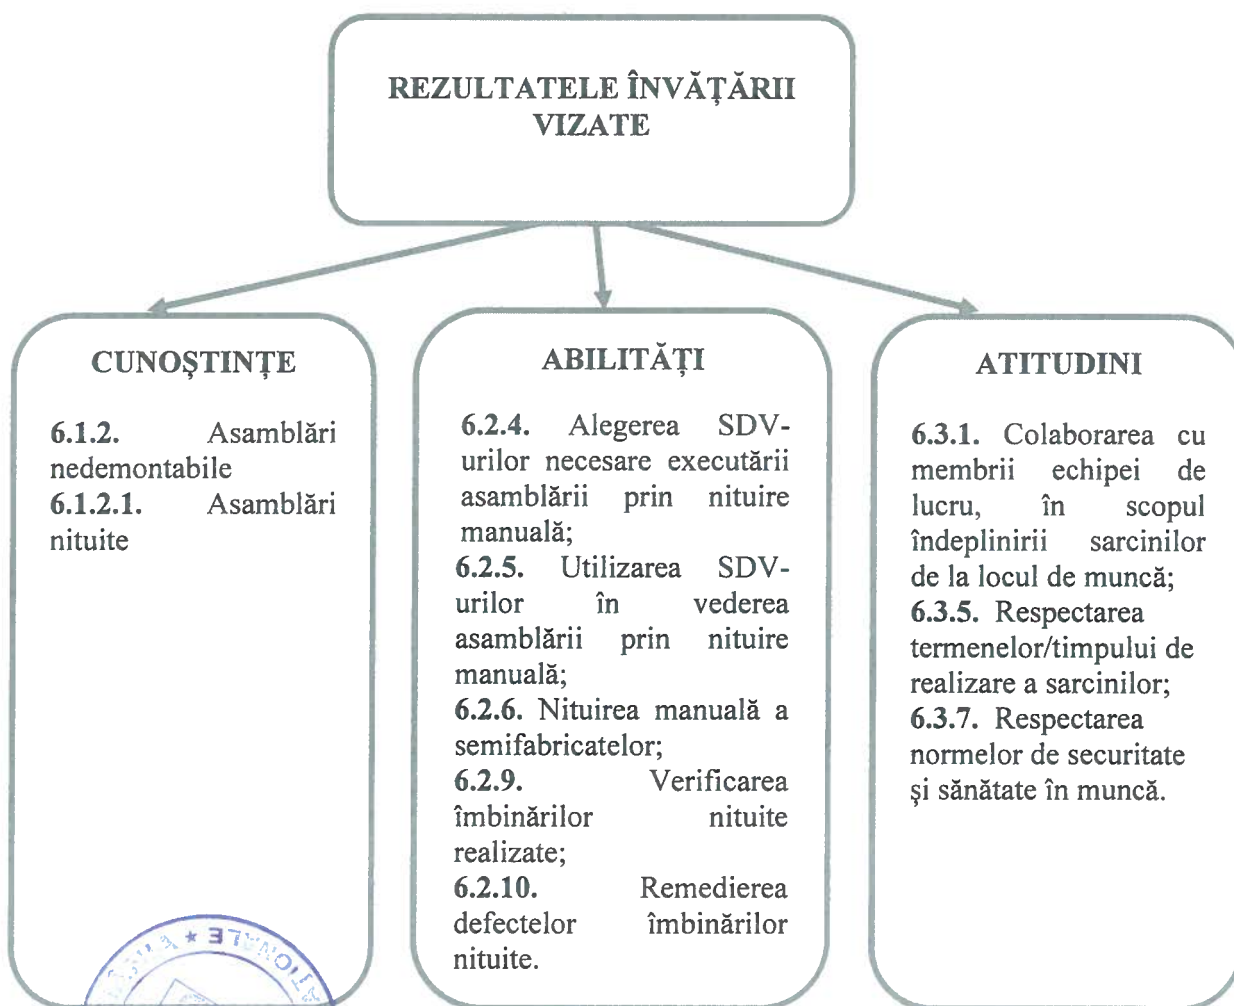 REZULTATELE ÎNVĂȚĂRII
VIZATE
CUNOȘTINȚE
6.1.2. Asamblări
nedemontabile
6.1.2.1. Asamblări
nituite
ABILITĂȚI
6.2.4. Alegerea SDV-
urilor necesare executării
asamblării prin nituire
manuală;
6.2.5. Utilizarea SDV-
urilor în vederea
asamblării prin nituire
manuală;
6.2.6. Nituirea manuală a
semifabricatelor;
6.2.9. Verificarea
îmbinărilor nituite
realizate;
6.2.10. Remedierea
defectelor îmbinărilor
nituite.
ATITUDINI
6.3.1. Colaborarea cu
membrii echipei de
lucru, în scopul
îndeplinirii sarcinilor
de la locul de muncă;
6.3.5. Respectarea
termenelor/timpului de
realizare a sarcinilor;
6.3.7. Respectarea
normelor de securitate
și sănătate în muncă.